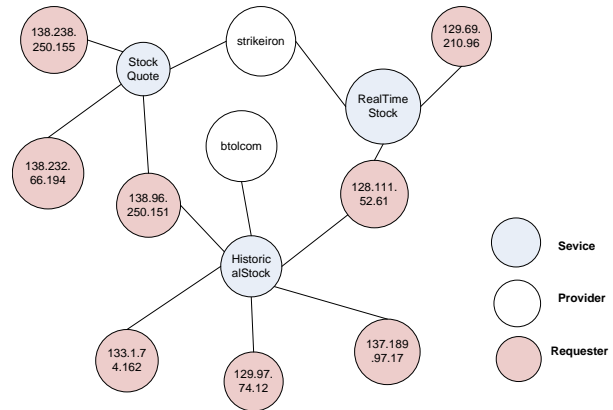 138.238.
250.155
strikeiron
129.69.
210.96
Stock
Quote
RealTime
Stock
btolcom
138.232.
66.194
138.96.
250.151
128.111.
52.61
Historic
alStock
Sevice
Provider
Requester
133.1.7
4.162
129.97.
74.12
137.189
.97.17